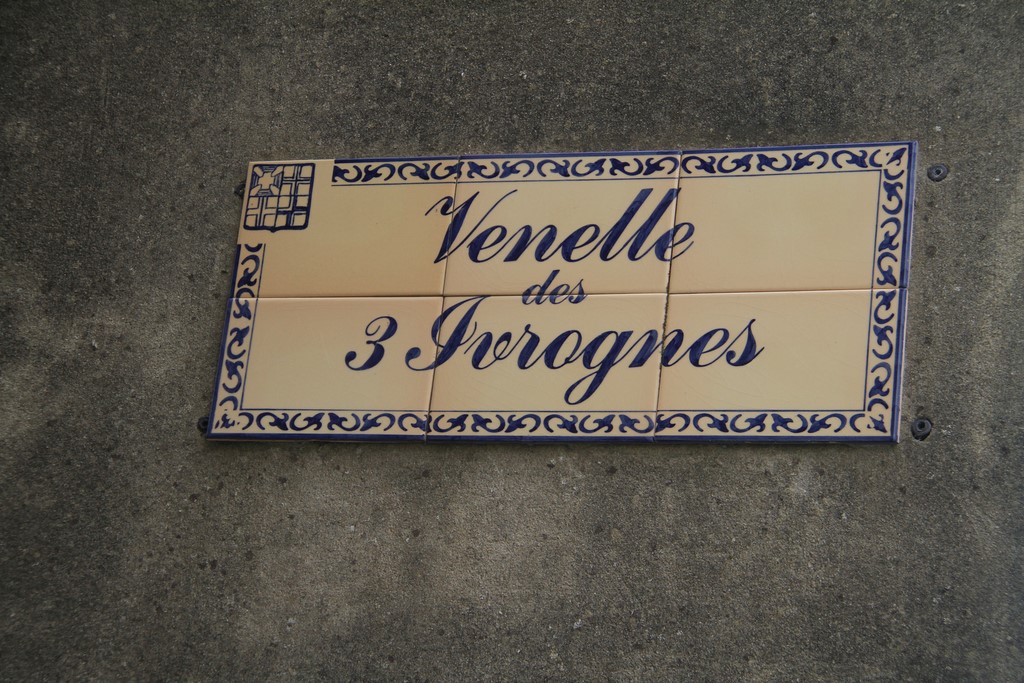 Venelle
des
3 Ivrognes